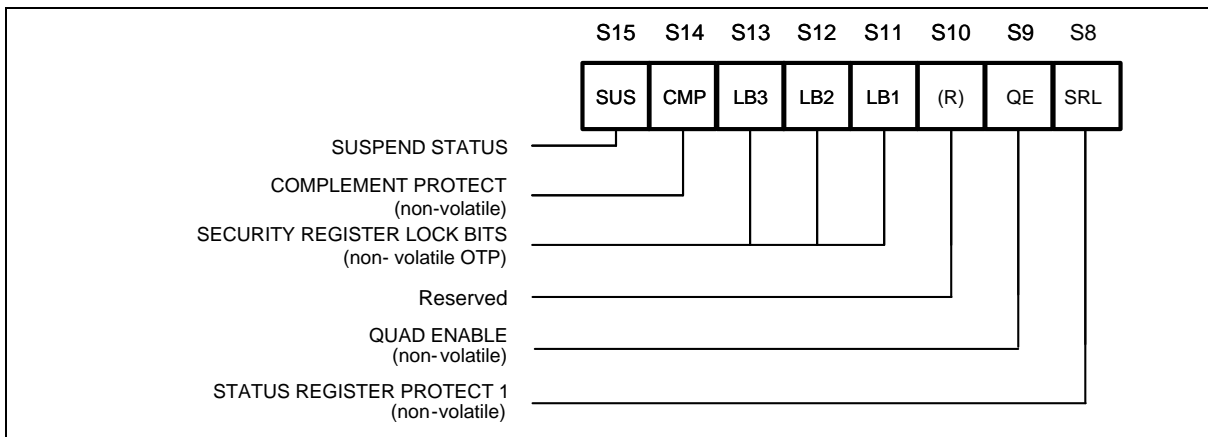 S15 S14 S13 S12 S11 S10 S9 S8
SUS CMP LB3 LB2 LB1 (R) QE SRL
SUSPEND STATUS
COMPLEMENT PROTECT
(non-volatile)
SECURITY REGISTER LOCK BITS
(non- volatile OTP)
Reserved
QUAD ENABLE
(non-volatile)
STATUS REGISTER PROTECT 1
(non-volatile)